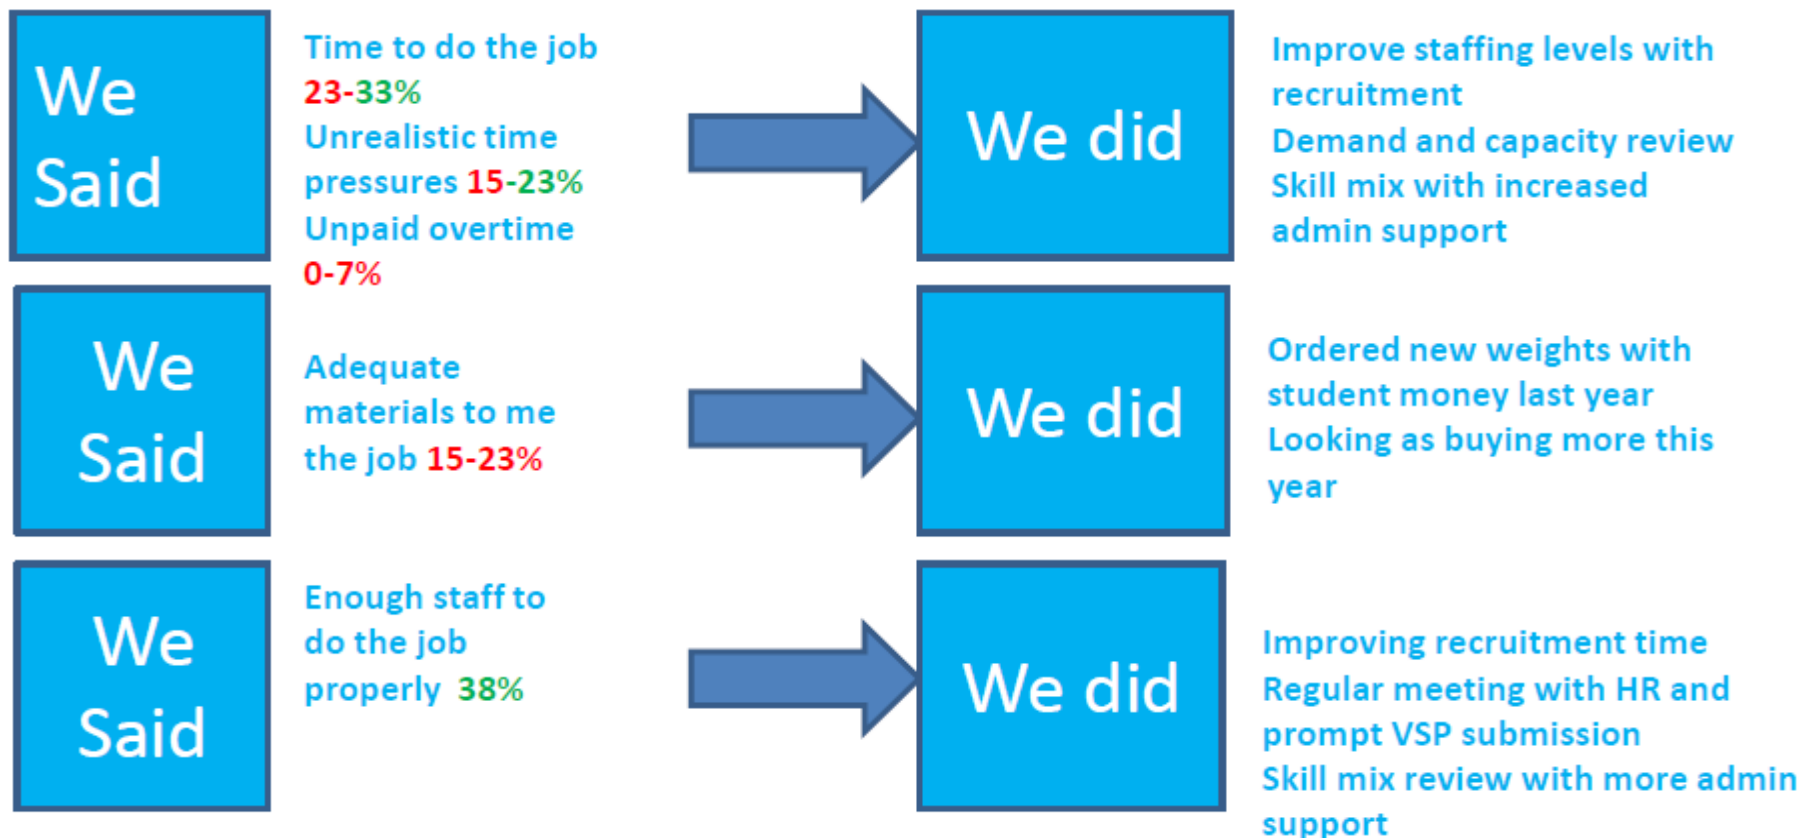 We
Said
Time to do the job
23-33%
Unrealistic time
pressures 15-23%
Unpaid overtime
0-7%
We did
Improve staffing levels with
recruitment
Demand and capacity review
Skill mix with increased
admin support
We
Said
Adequate
materials to me
the job 15-23%
We did
Ordered new weights with
student money last year
Looking as buying more this
year
We
Said
Enough staff to
do the job
properly 38%
We did
Improving recruitment time
Regular meeting with HR and
prompt VSP submission
Skill mix review with more admin
support